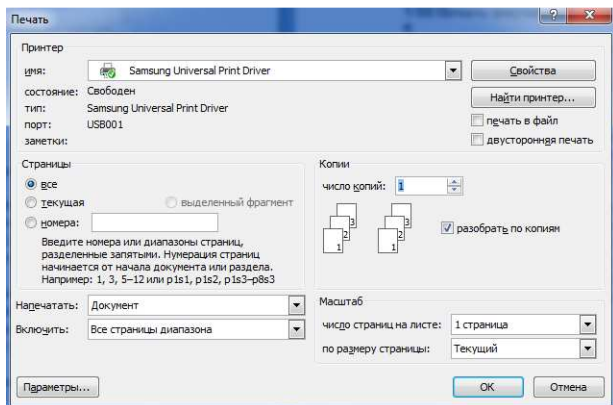 Печать
Принтер
имя: Samsung Universal Print Driver
Свойства
состояние: Свободен
Найти принтер...
тип: Samsung Universal Print Driver
порт: USB001
печать в файл
заметки:
двусторонняя печать
Страницы
все
текущая
выделенный фрагмент
номера:
Введите номера или диапазоны страниц,
разделенные запятыми. Нумерация страниц
начинается от начала документа или раздела.
Например: 1, 3, 5–12 или p1s1, p1s2, p1s3–p8s3
Копии
число копий: 1
1 2 3
1 2 3
разобрать по копиям
Напечатать: Документ
Включить: Все страницы диапазона
Масштаб
число страниц на листе: 1 страница
по размеру страницы: Текущий
Параметры...
ОК
Отмена